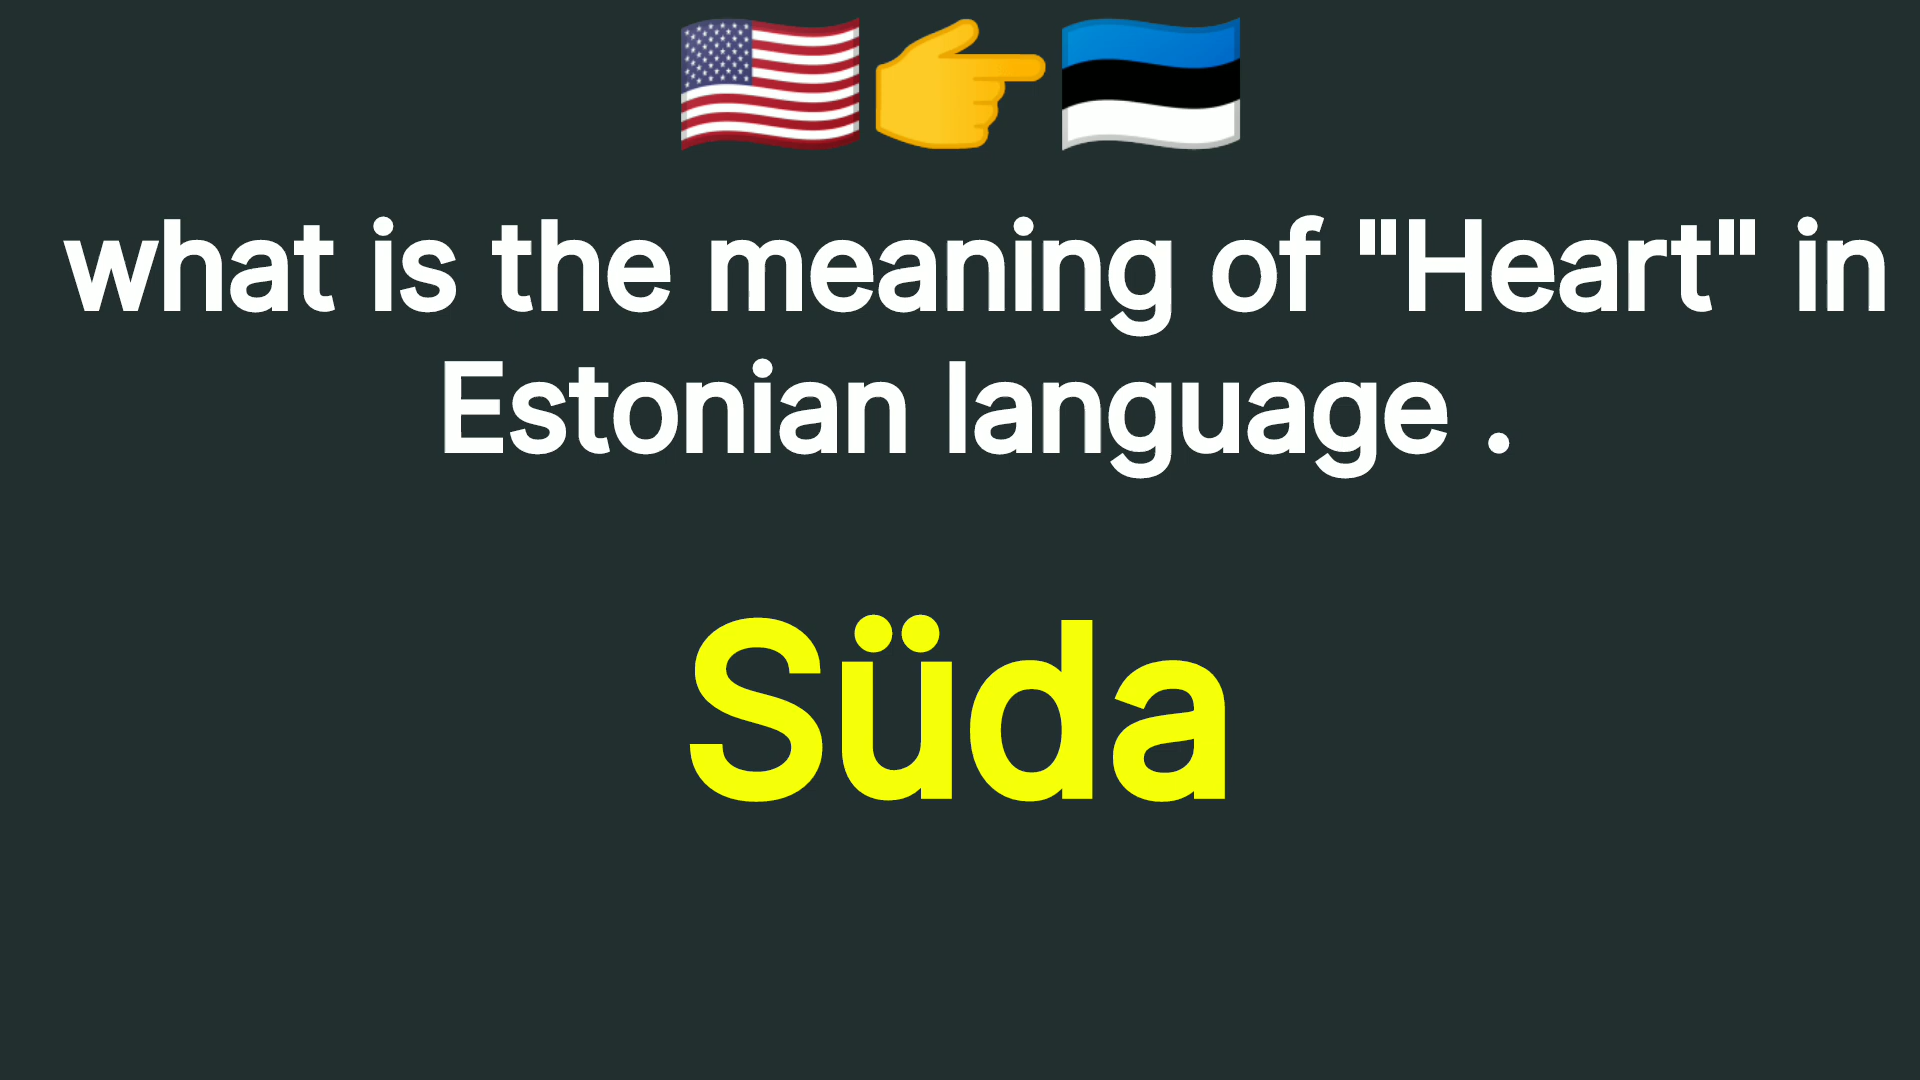 what is the meaning of "Heart" in
Estonian language .
Süda